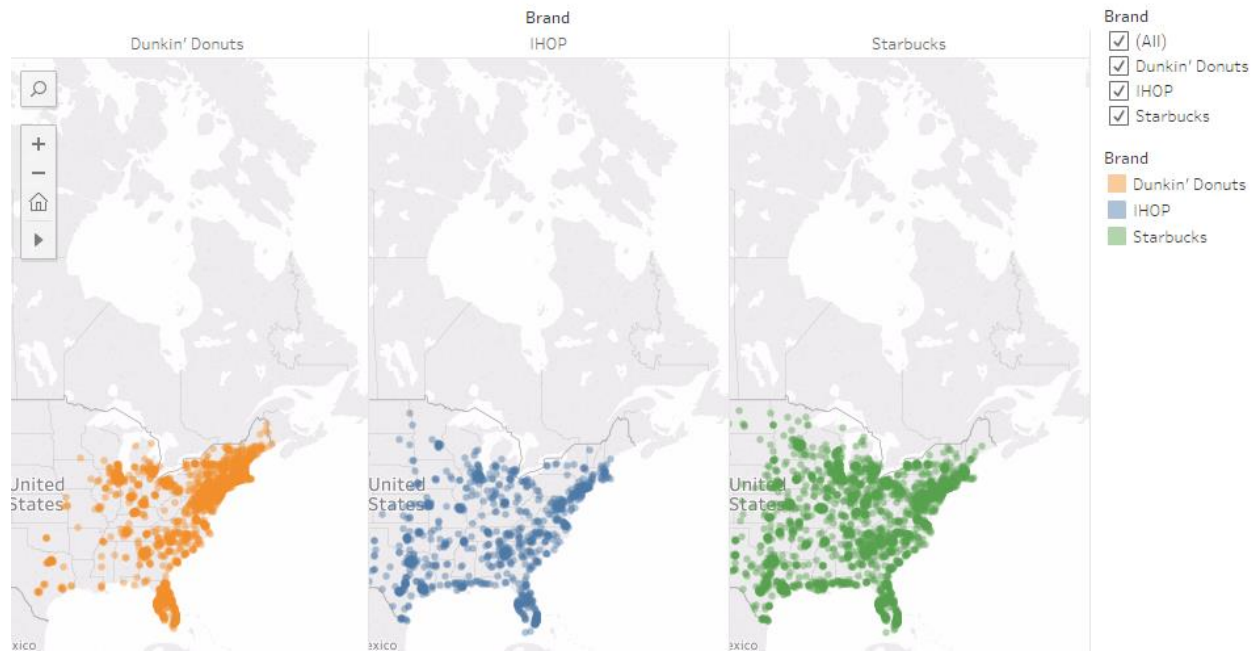 Brand
Dunkin' Donuts
IHOP
Starbucks
United
States
exico
United
States
exico
United
States
exico
Brand
(All)
Dunkin' Donuts
IHOP
Starbucks
Brand
Dunkin' Donuts
IHOP
Starbucks